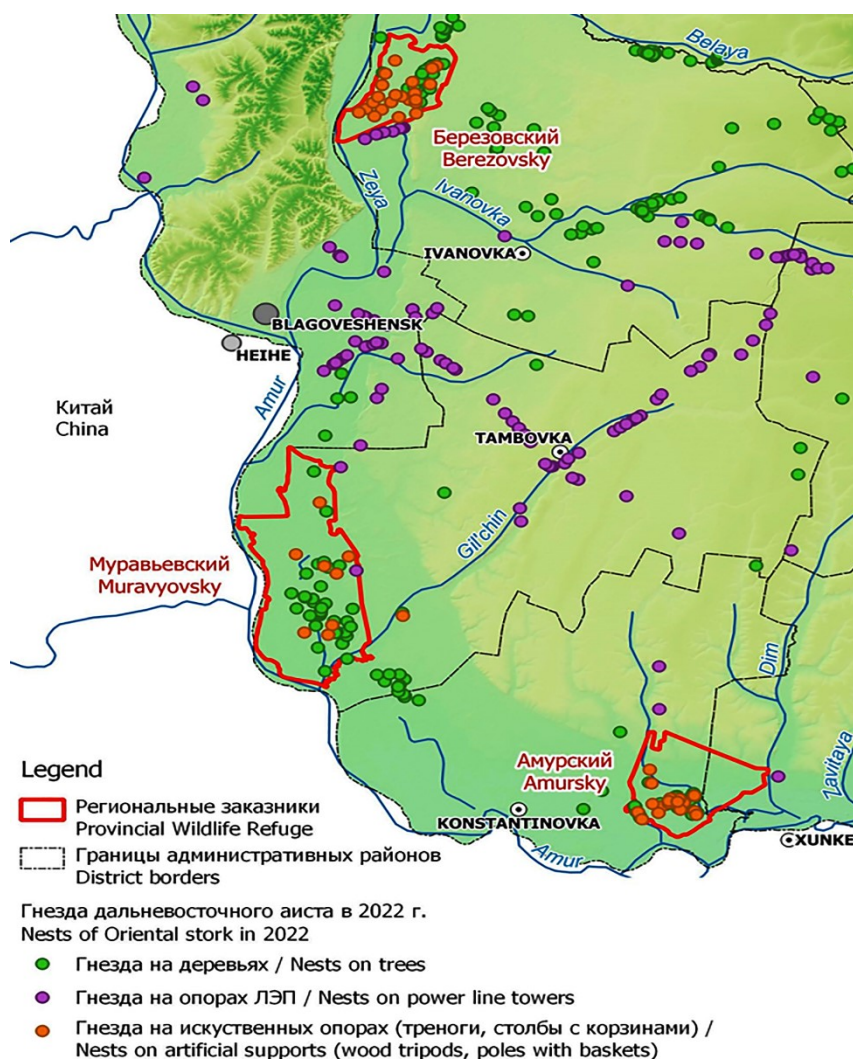 Belaya
Березовский
Berezovsky
Zeya
Ivanovka
IVANOVKA
BLAGOVESHENSK
HEIHE
Amur
Китай
China
TAMBOVKA
Gil'chin
Муравьевский
Muravyovsky
Dim
Амурский
Amursky
Zavitaya
KONSTANTINOVKA
XUNKE
Amur
Legend
Региональные заказники
Provincial Wildlife Refuge
Границы административных районов
District borders
Гнезда дальневосточного аиста в 2022 г.
Nests of Oriental stork in 2022
Гнезда на деревьях / Nests on trees
Гнезда на опорах ЛЭП / Nests on power line towers
Гнезда на искуственных опорах (треноги, столбы с корзинами) /
Nests on artificial supports (wood tripods, poles with baskets)